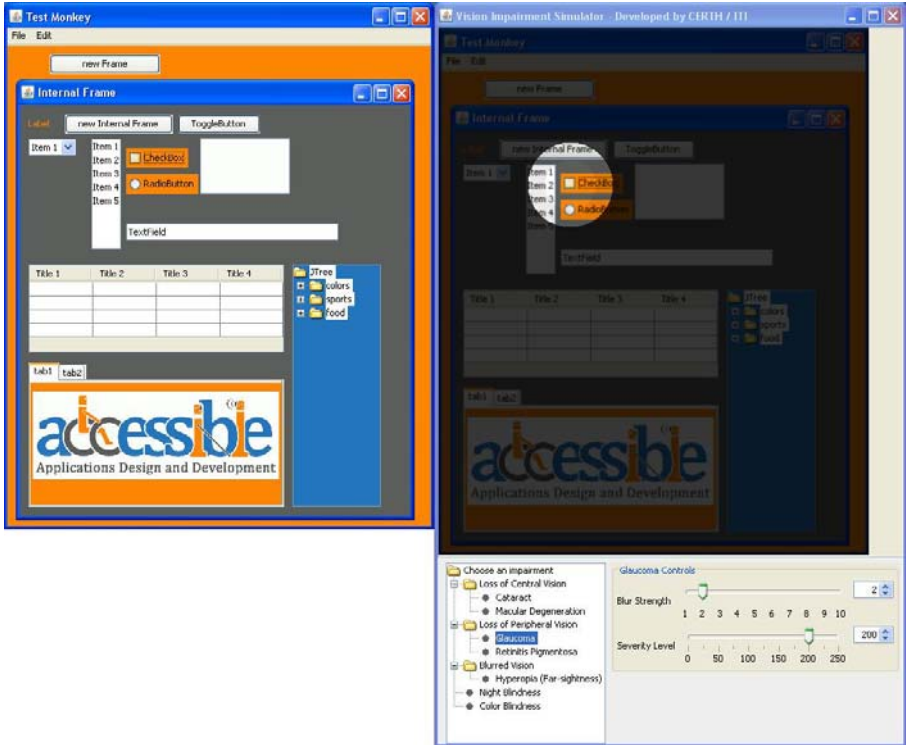 Test Monkey
File Edit
new Frame
Internal Frame
Label new Internal Frame ToggleButton
Item 1
Item 1
Item 2
Item 3
Item 4
Item 5
CheckBox
RadioButton
TextField
Title 1 Title 2 Title 3 Title 4
JTree
colors
sports
food
tab1 tab2
accessible
Applications Design and Development
Vision Impairment Simulator - Developed by CERTH / ITI
Test Monkey
File Edit
new Frame
Internal Frame
new Internal Frame ToggleButton
Item 1
Item 1
Item 2
Item 3
Item 4
Item 5
CheckBox
RadioButton
TextField
Title 1 Title 2 Title 3 Title 4
JTree
colors
sports
food
tab1 tab2
accessible
Applications Design and Development
Choose an impairment
Loss of Central Vision
Cataract
Macular Degeneration
Loss of Peripheral Vision
Glaucoma
Retinitis Pigmentosa
Blurred Vision
Hyperopia (Far-sightness)
Night Blindness
Color Blindness
Glaucoma Controls
Blur Strength 2
1 2 3 4 5 6 7 8 9 10
Severity Level 200
0 50 100 150 200 250